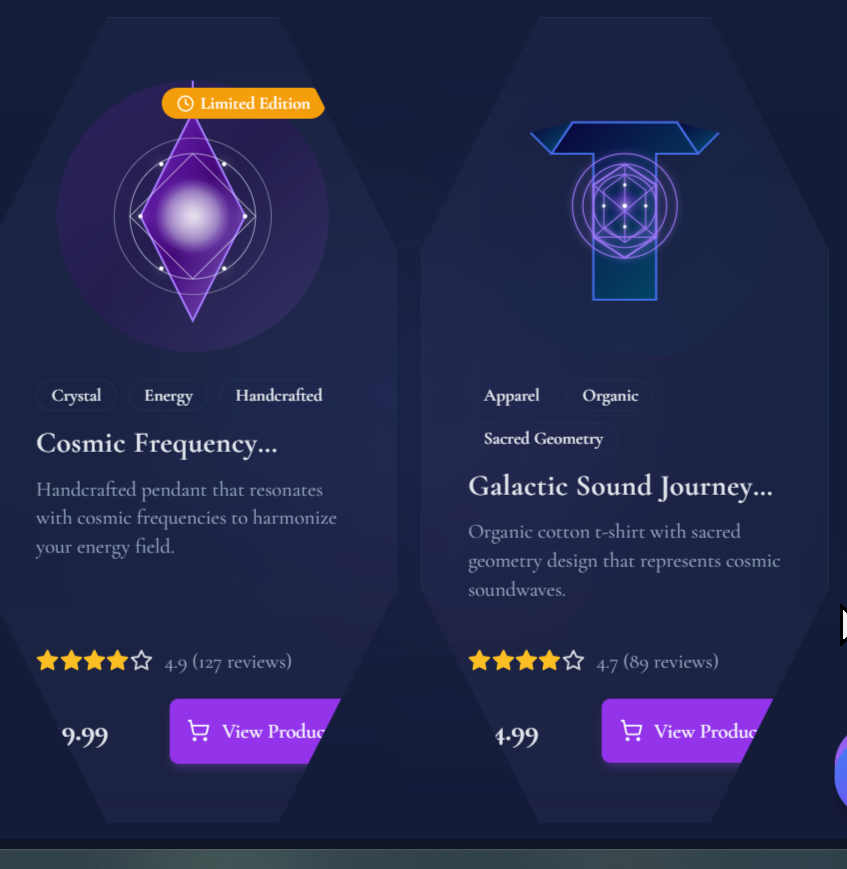 Limited Edition
Crystal
Energy
Handcrafted
Cosmic Frequency...
Handcrafted pendant that resonates
with cosmic frequencies to harmonize
your energy field.
4.9 (127 reviews)
9.99
View Produc
Apparel
Organic
Sacred Geometry
Galactic Sound Journey...
Organic cotton t-shirt with sacred
geometry design that represents cosmic
soundwaves.
4.7 (89 reviews)
4.99
View Produc